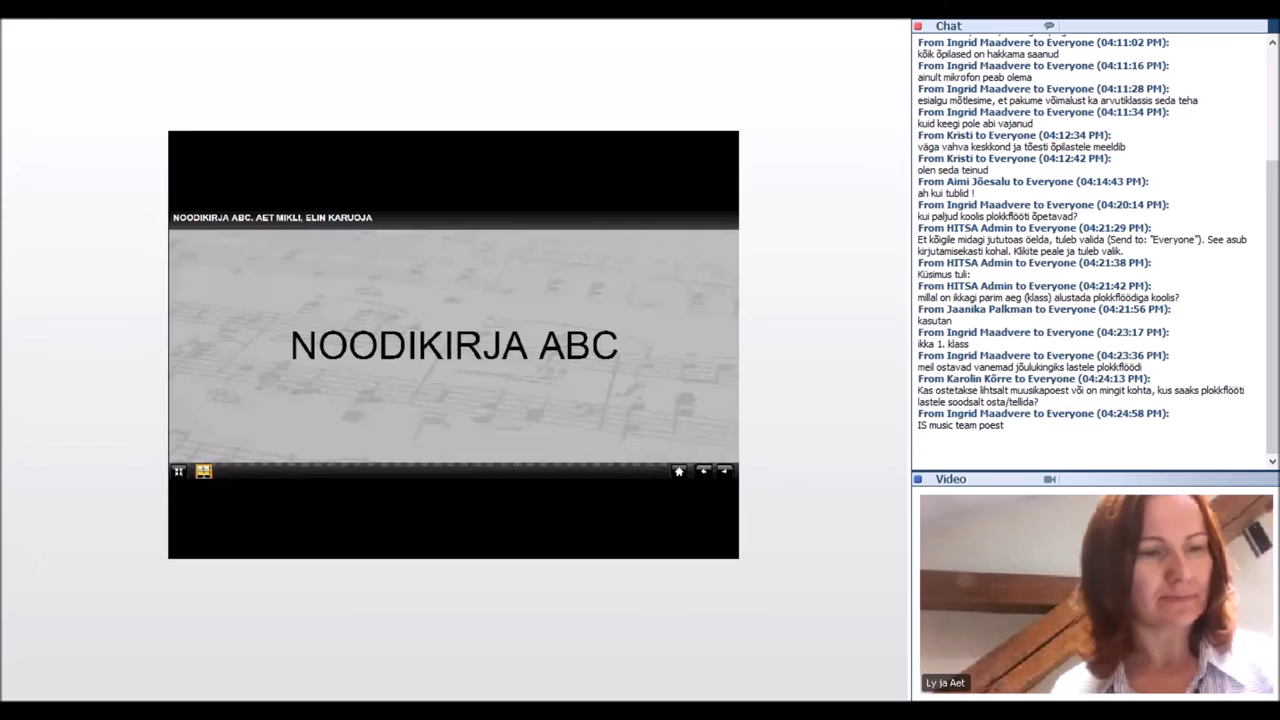 NOODIKIRJA ABC. AET MIKLI, ELIN KARUOJA
NOODIKIRJA ABC
Chat
From Ingrid Maadvere to Everyone (04:11:02 PM):
kõik õpilased on hakkama saanud
From Ingrid Maadvere to Everyone (04:11:16 PM):
ainult mikrofon peab olema
From Ingrid Maadvere to Everyone (04:11:28 PM):
esialgu mõtlesime, et pakume võimalust ka arvutiklassis seda teha
From Ingrid Maadvere to Everyone (04:11:34 PM):
kuid keegi pole abi vajanud
From Kristi to Everyone (04:12:34 PM):
väga vahva keskkond ja tõesti õpilastele meeldib
From Kristi to Everyone (04:12:42 PM):
olen seda teinud
From Aimi Jõesalu to Everyone (04:14:43 PM):
ah kui tublid !
From Ingrid Maadvere to Everyone (04:20:14 PM):
kui paljud koolis plokkflööti õpetavad?
From HITSA Admin to Everyone (04:21:29 PM):
Et kõigile midagi jututoas öelda, tuleb valida (Send to: "Everyone"). See asub
kirjutamisekasti kohal. Klikite peale ja tuleb valik.
From HITSA Admin to Everyone (04:21:38 PM):
Küsimus tuli:
From HITSA Admin to Everyone (04:21:42 PM):
millal on ikkagi parim aeg (klass) alustada plokkflöödiga koolis?
From Jaanika Palkman to Everyone (04:21:56 PM):
kasutan
From Ingrid Maadvere to Everyone (04:23:17 PM):
ikka 1. klass
From Ingrid Maadvere to Everyone (04:23:36 PM):
meil ostavad vanemad jõulukingiks lastele plokkflöödi
From Karolin Kõrre to Everyone (04:24:13 PM):
Kas ostetakse lihtsalt muusikapoest või on mingit kohta, kus saaks plokkflööti
lastele soodsalt osta/tellida?
From Ingrid Maadvere to Everyone (04:24:58 PM):
IS music team poest
Video
Ly ja Aet